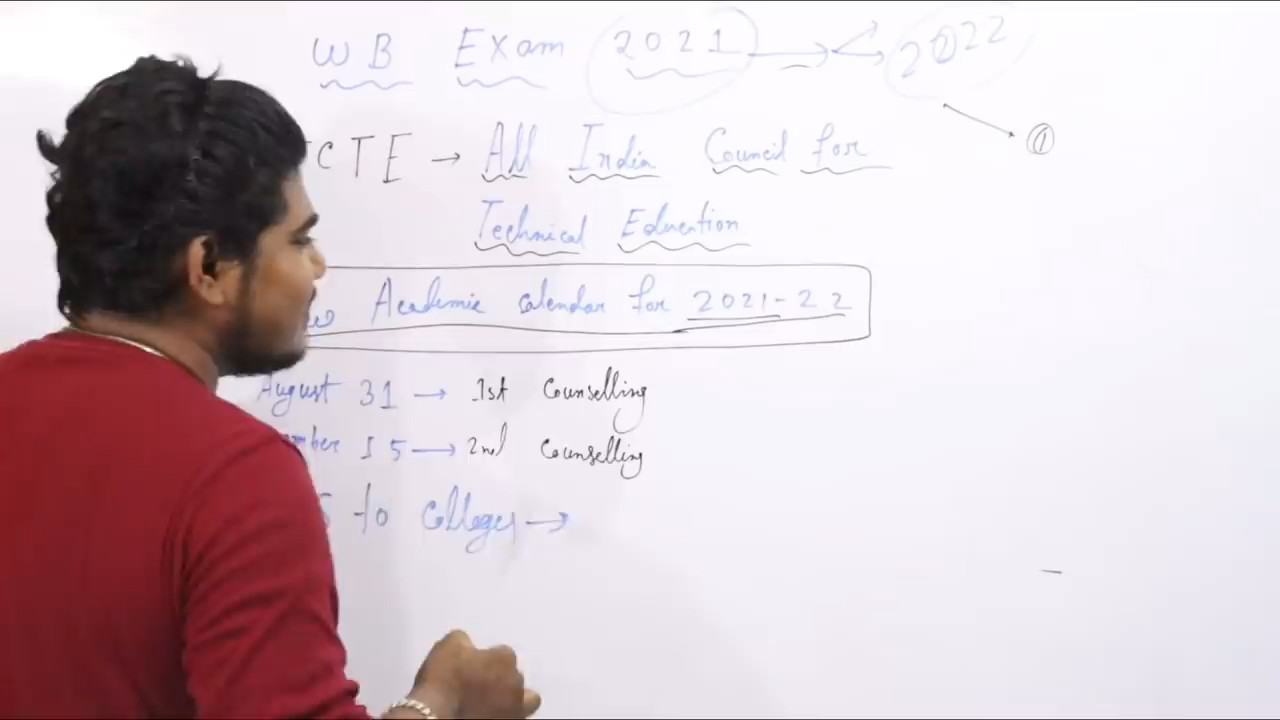 WB Exam 2021 → 2022
①
CTE → All India Council for
Technical Education
Academic calendar for 2021-22
August 31 → 1st Counselling
mber 15 → 2nd Counselling
to Colleges →